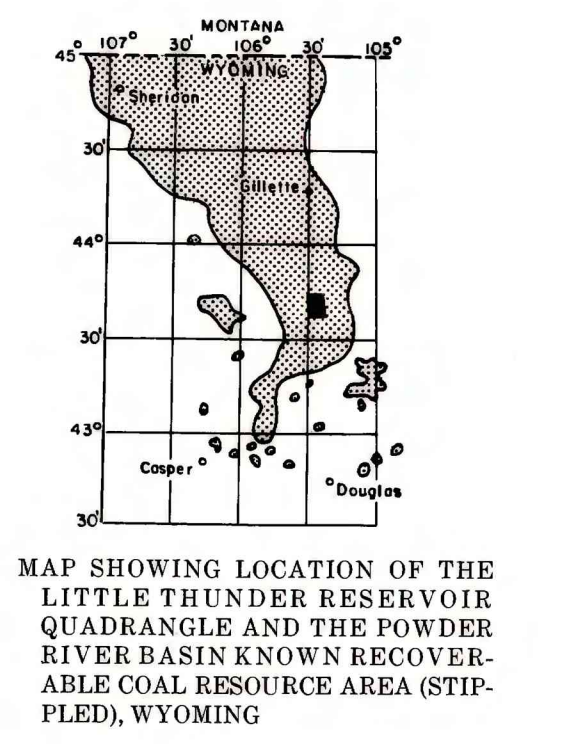 MONTANA
45° 107° 30' 106° 30' 105°
WYOMING
Sheridan
30'
Gillette
44°
30'
43°
Casper
Douglas
30'
MAP SHOWING LOCATION OF THE
LITTLE THUNDER RESERVOIR
QUADRANGLE AND THE POWDER
RIVER BASIN KNOWN RECOVER-
ABLE COAL RESOURCE AREA (STIP-
PLED), WYOMING